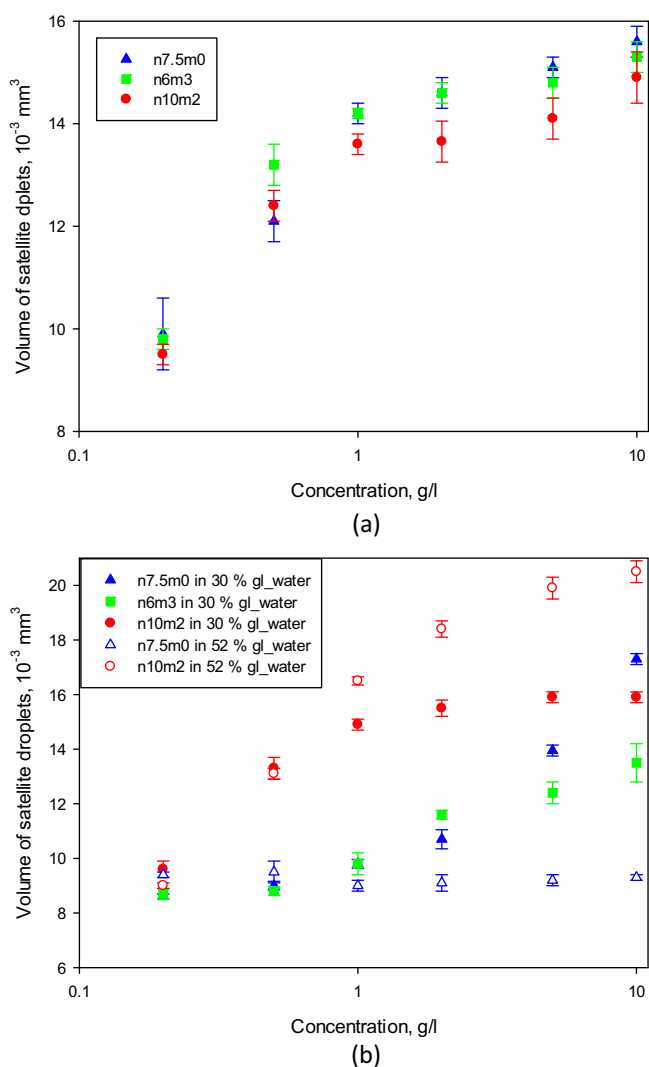 16
14
12
10
8
0.1
1
10
n7.5m0
n6m3
n10m2
Volume of satellite dplets, 10⁻³ mm³
Concentration, g/l
(a)
20
18
16
14
12
10
8
6
0.1
1
10
n7.5m0 in 30 % gl_water
n6m3 in 30 % gl_water
n10m2 in 30 % gl_water
n7.5m0 in 52 % gl_water
n10m2 in 52 % gl_water
Volume of satellite droplets, 10⁻³ mm³
Concentration, g/l
(b)